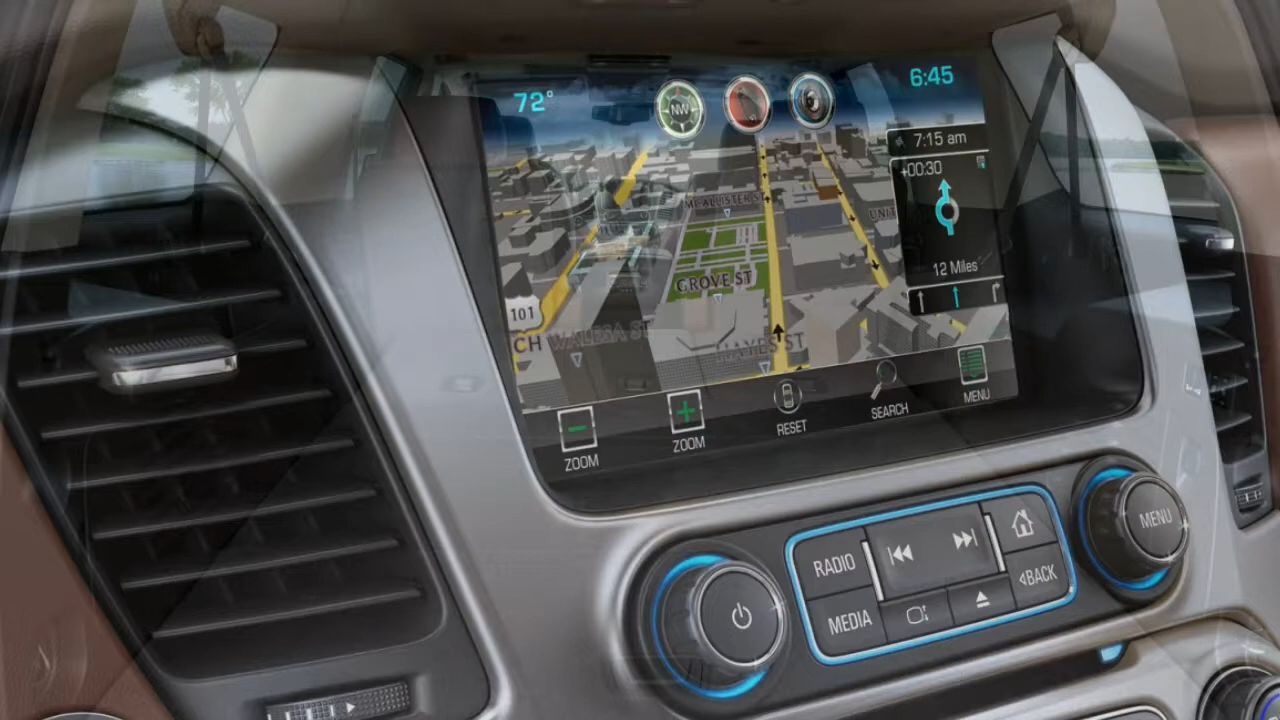 72°
NW
6:45
7:15 am
+00:30
12 Miles
MCALLISTER ST
UNIT
GROVE ST
101
CH
WALESA ST
HAYES ST
ZOOM
ZOOM
RESET
SEARCH
MENU
RADIO
MEDIA
BACK
MENU